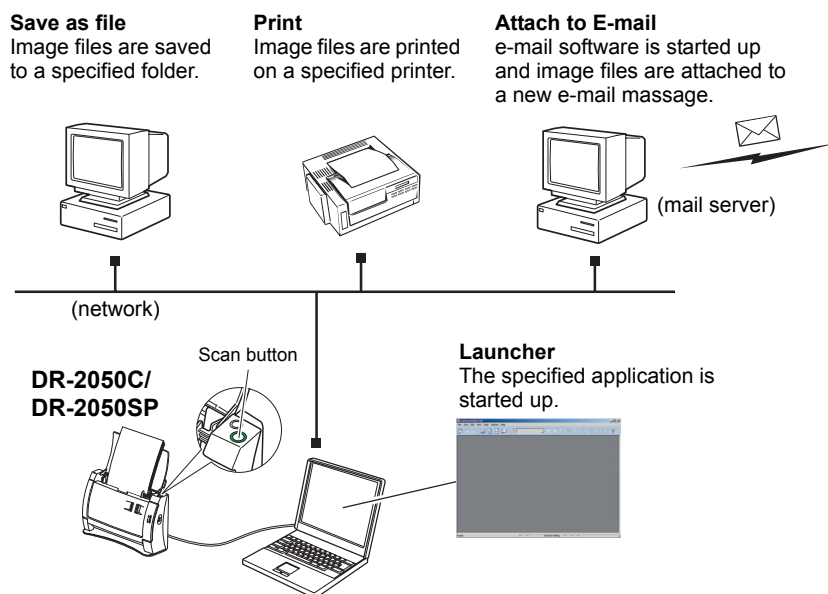 Save as file
Image files are saved
to a specified folder.
Print
Image files are printed
on a specified printer.
Attach to E-mail
e-mail software is started up
and image files are attached to
a new e-mail massage.
(mail server)
(network)
Scan button
DR-2050C/
DR-2050SP
Launcher
The specified application is
started up.